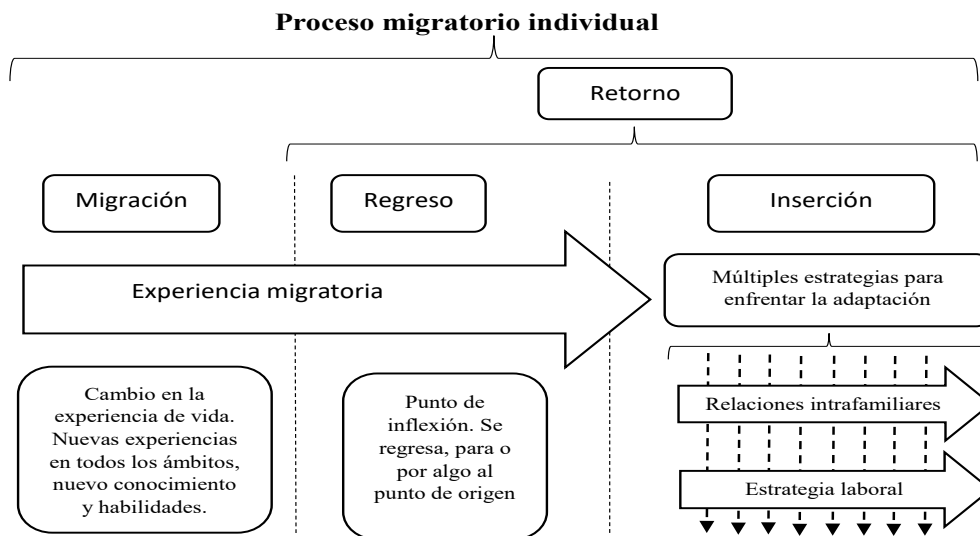 Proceso migratorio individual
Retorno
Migración
Regreso
Inserción
Experiencia migratoria
Múltiples estrategias para
enfrentar la adaptación
Cambio en la
experiencia de vida.
Nuevas experiencias
en todos los ámbitos,
nuevo conocimiento
y habilidades.
Punto de
inflexión. Se
regresa, para o
por algo al
punto de origen
Relaciones intrafamiliares
Estrategia laboral